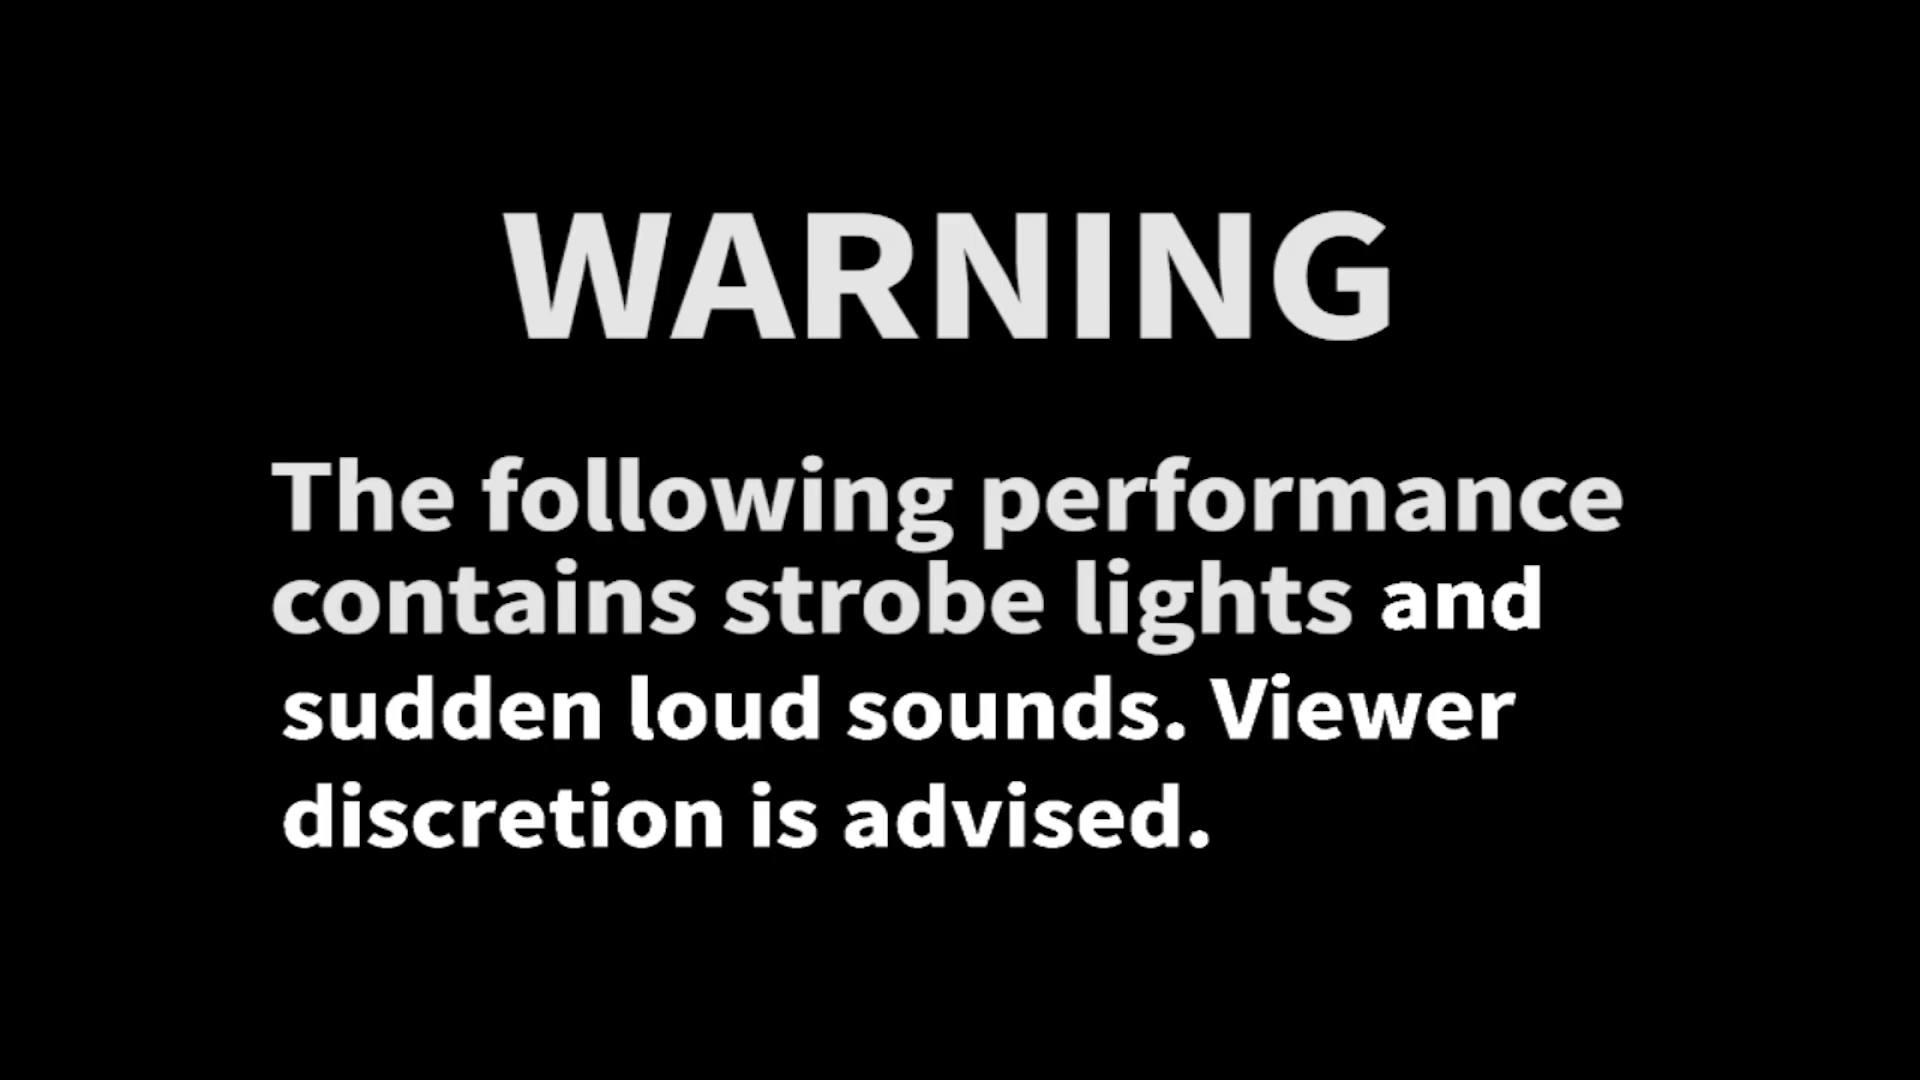 WARNING
The following performance
contains strobe lights and
sudden loud sounds. Viewer
discretion is advised.